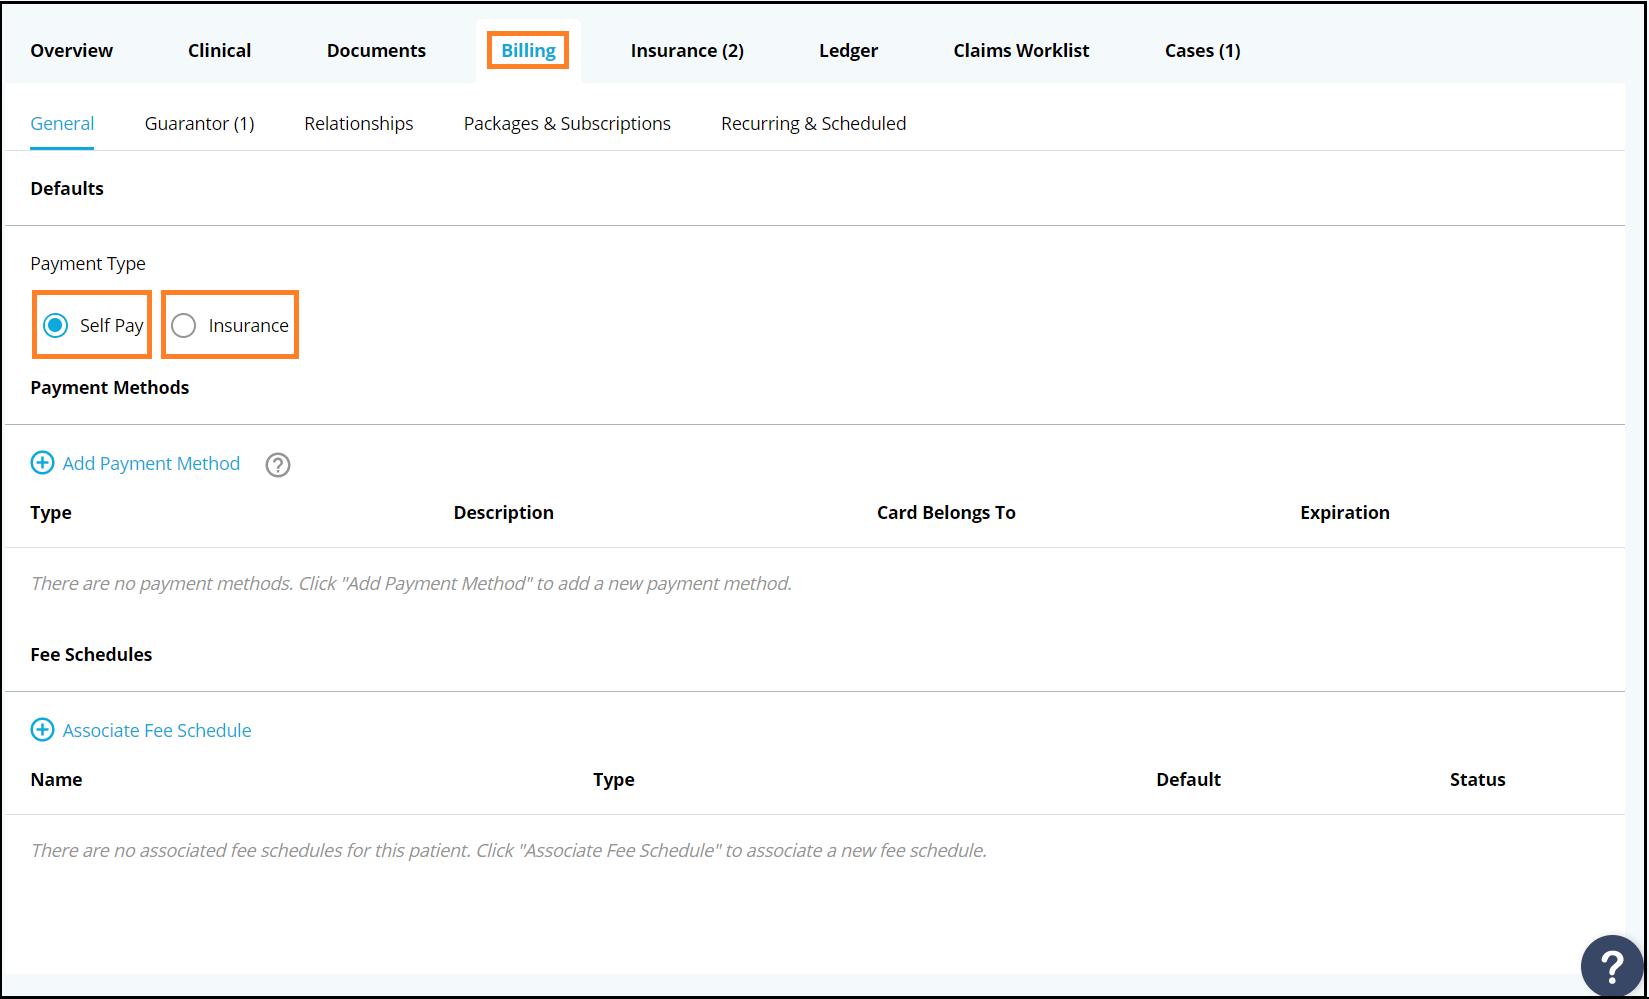 Overview Clinical Documents Billing Insurance (2) Ledger Claims Worklist Cases (1)
General Guarantor (1) Relationships Packages & Subscriptions Recurring & Scheduled
Defaults
Payment Type
Self Pay Insurance
Payment Methods
Add Payment Method ?
Type Description Card Belongs To Expiration
There are no payment methods. Click "Add Payment Method" to add a new payment method.
Fee Schedules
Associate Fee Schedule
Name Type Default Status
There are no associated fee schedules for this patient. Click "Associate Fee Schedule" to associate a new fee schedule.
?